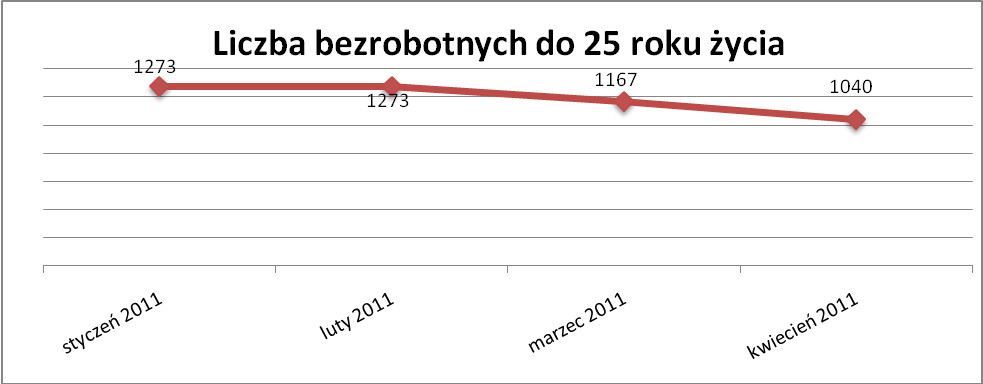 Liczba bezrobotnych do 25 roku życia
1273
1273
1167
1040
styczeń 2011
luty 2011
marzec 2011
kwiecień 2011